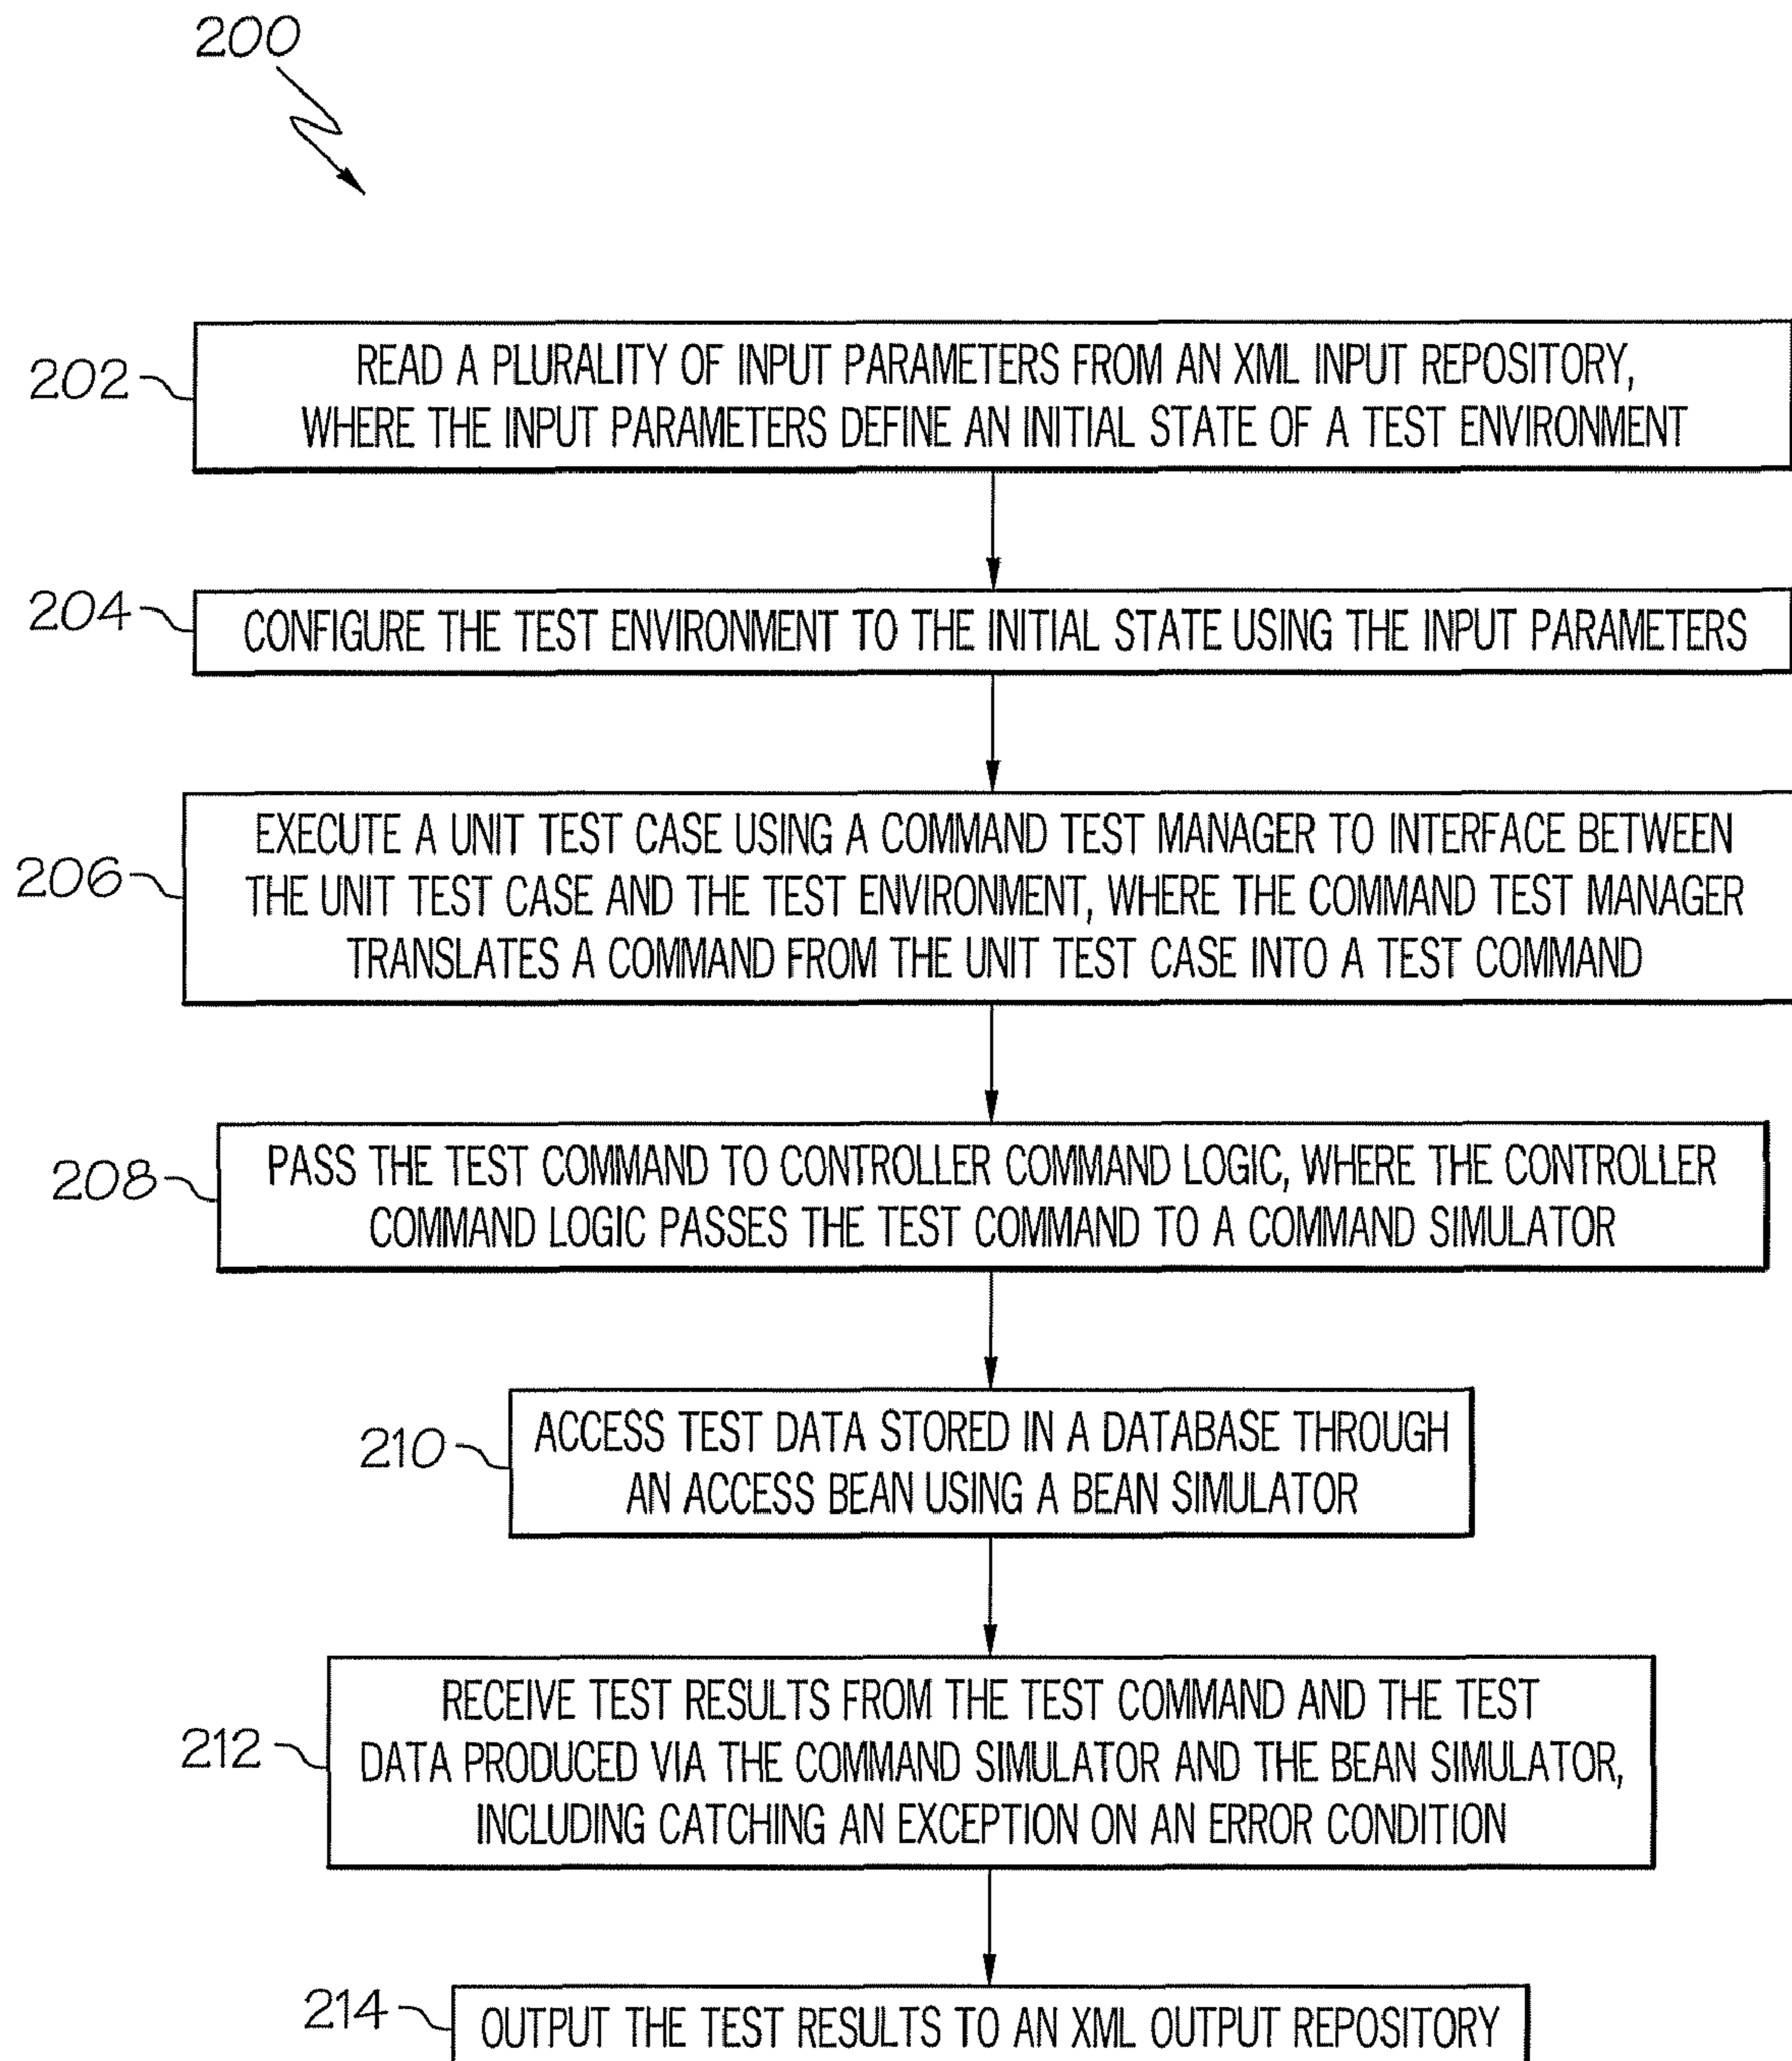 200
202
READ A PLURALITY OF INPUT PARAMETERS FROM AN XML INPUT REPOSITORY,
WHERE THE INPUT PARAMETERS DEFINE AN INITIAL STATE OF A TEST ENVIRONMENT
204
CONFIGURE THE TEST ENVIRONMENT TO THE INITIAL STATE USING THE INPUT PARAMETERS
206
EXECUTE A UNIT TEST CASE USING A COMMAND TEST MANAGER TO INTERFACE BETWEEN
THE UNIT TEST CASE AND THE TEST ENVIRONMENT, WHERE THE COMMAND TEST MANAGER
TRANSLATES A COMMAND FROM THE UNIT TEST CASE INTO A TEST COMMAND
208
PASS THE TEST COMMAND TO CONTROLLER COMMAND LOGIC, WHERE THE CONTROLLER
COMMAND LOGIC PASSES THE TEST COMMAND TO A COMMAND SIMULATOR
210
ACCESS TEST DATA STORED IN A DATABASE THROUGH
AN ACCESS BEAN USING A BEAN SIMULATOR
212
RECEIVE TEST RESULTS FROM THE TEST COMMAND AND THE TEST
DATA PRODUCED VIA THE COMMAND SIMULATOR AND THE BEAN SIMULATOR,
INCLUDING CATCHING AN EXCEPTION ON AN ERROR CONDITION
214
OUTPUT THE TEST RESULTS TO AN XML OUTPUT REPOSITORY